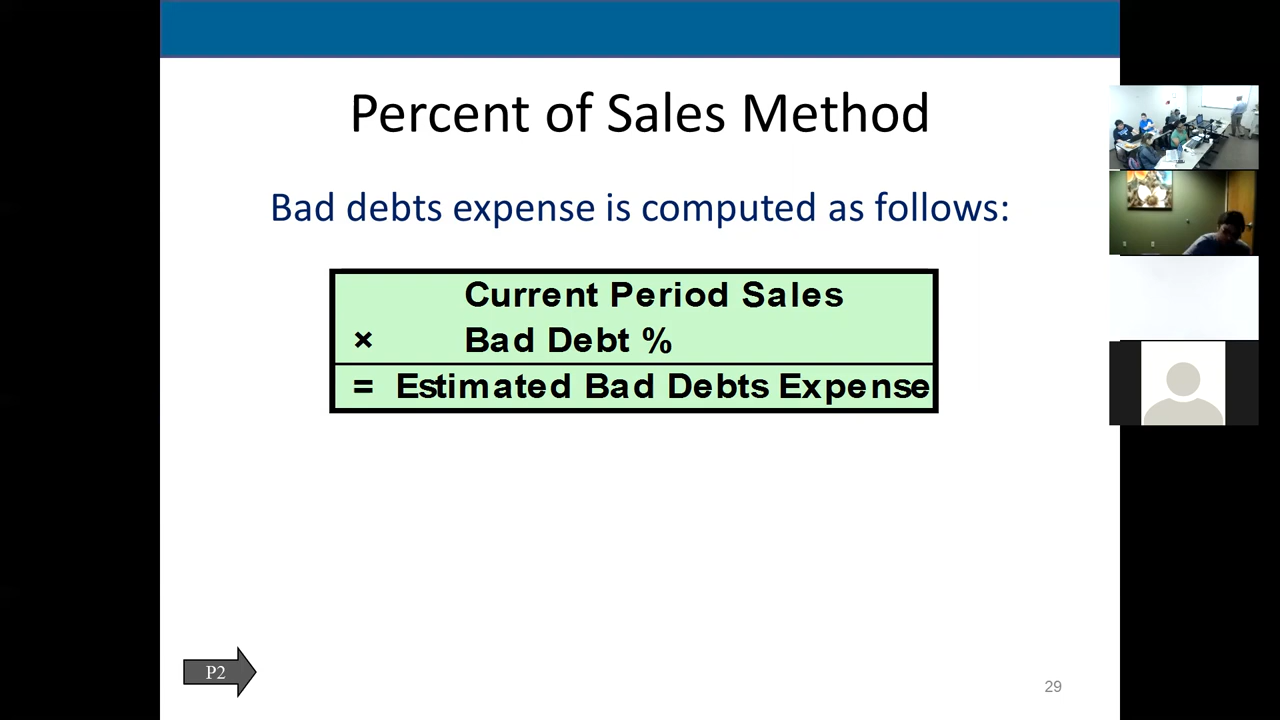 Percent of Sales Method
Bad debts expense is computed as follows:
Current Period Sales
× Bad Debt %
= Estimated Bad Debts Expense
P2
29